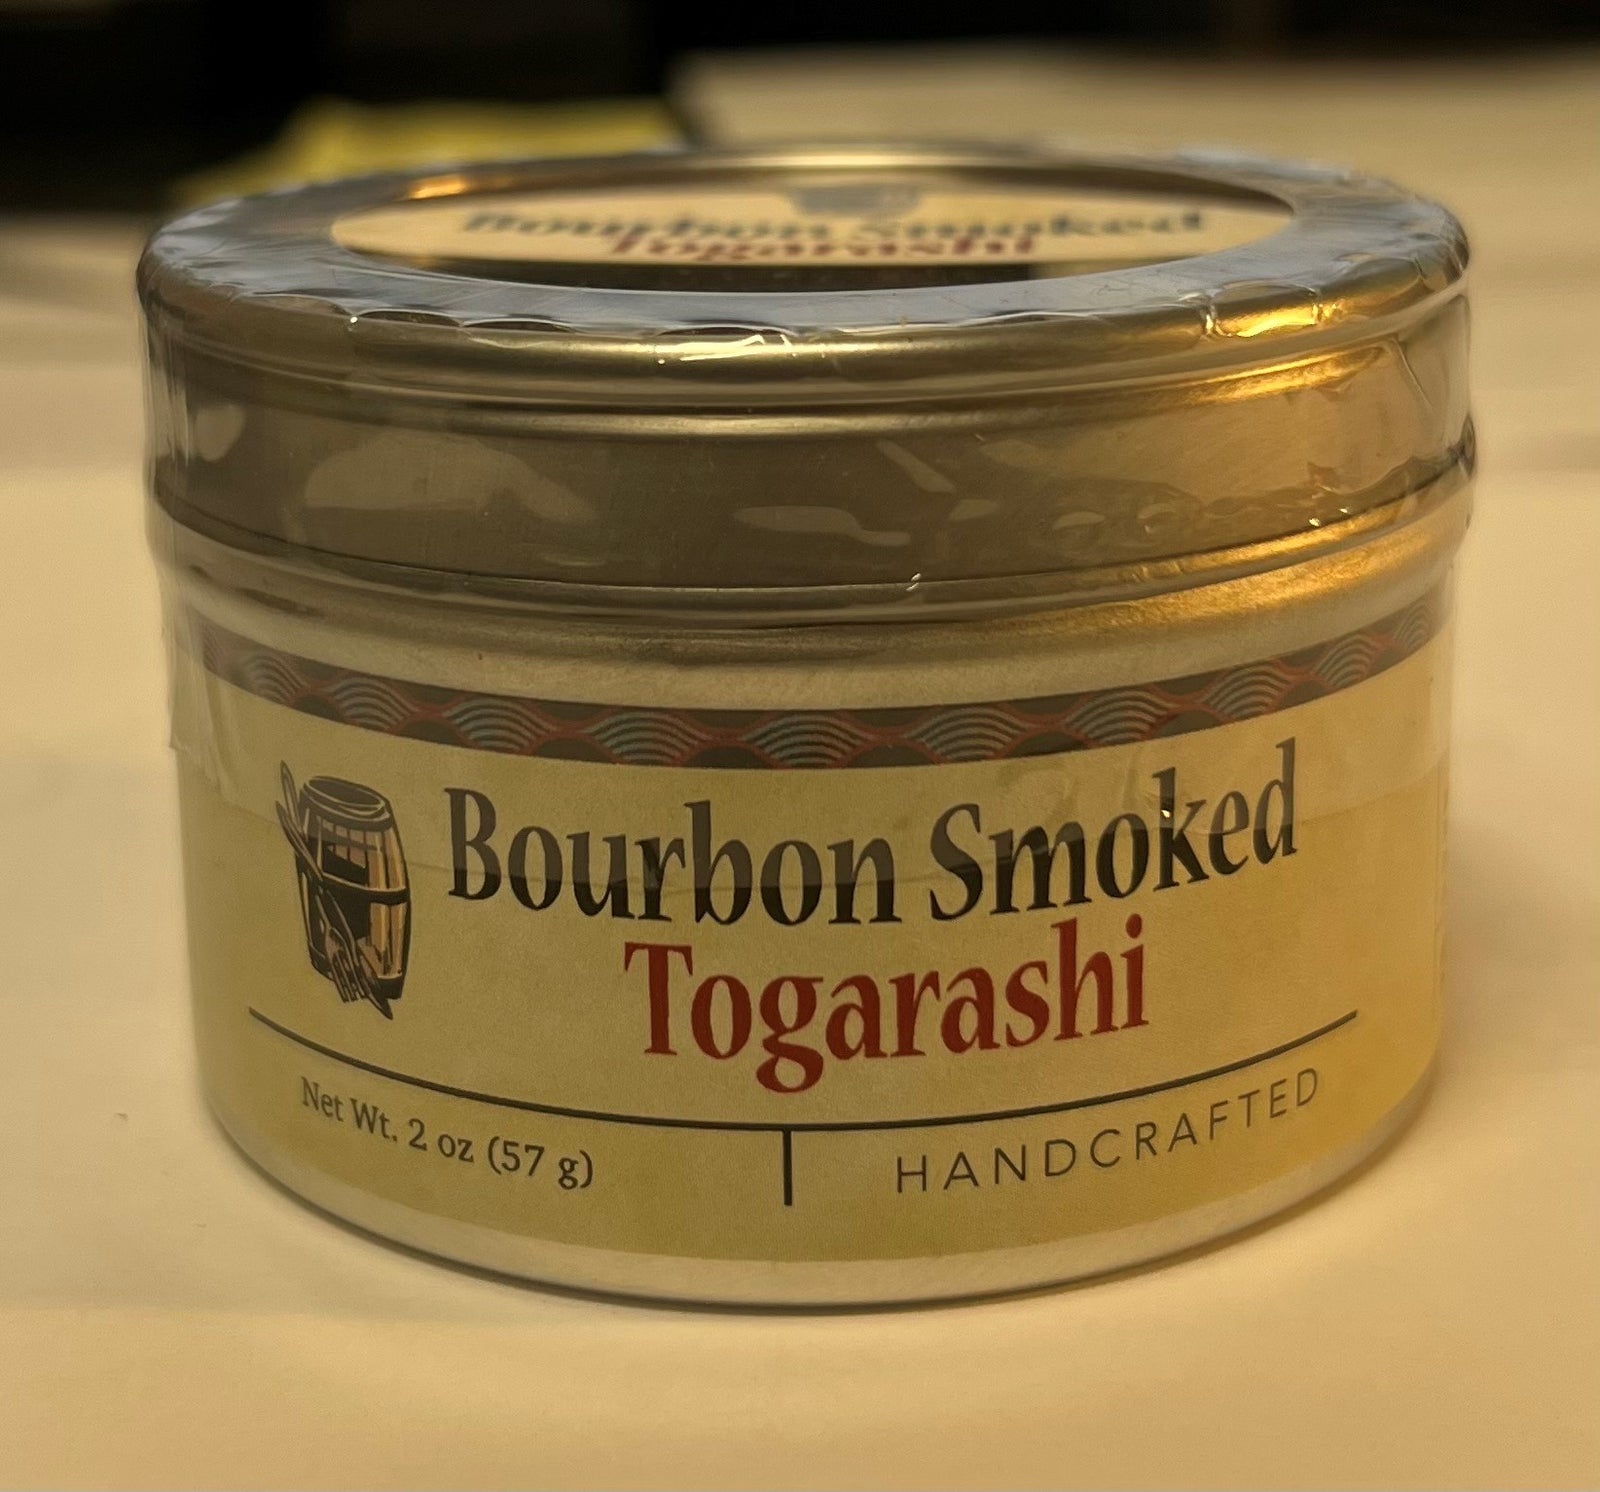 Bourbon Smoked
Togarashi
Bourbon Smoked
Togarashi
Net Wt. 2 oz (57 g)
HANDCRAFTED